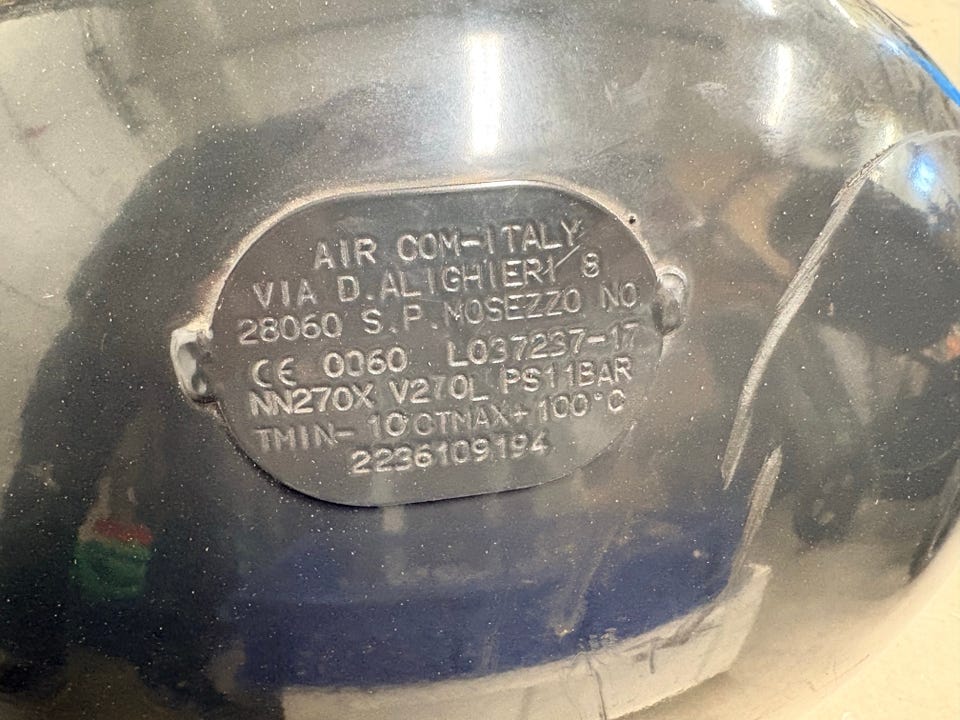 AIR COM-ITALY
VIA D.ALIGHIERI 8
28060 S.P.MOSEZZO NO
CE 0060 L037237-17
NN270X V270L PS11BAR
TMIN-10°CTMAX+100°C
2236109194